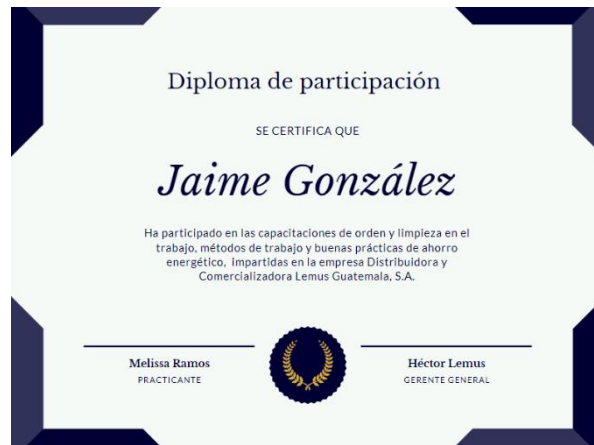 Diploma de participación
SE CERTIFICA QUE
Jaime González
Ha participado en las capacitaciones de orden y limpieza en el
trabajo, métodos de trabajo y buenas prácticas de ahorro
energético, impartidas en la empresa Distribuidora y
Comercializadora Lemus Guatemala, S.A.
Melissa Ramos
PRACTICANTE
Héctor Lemus
GERENTE GENERAL